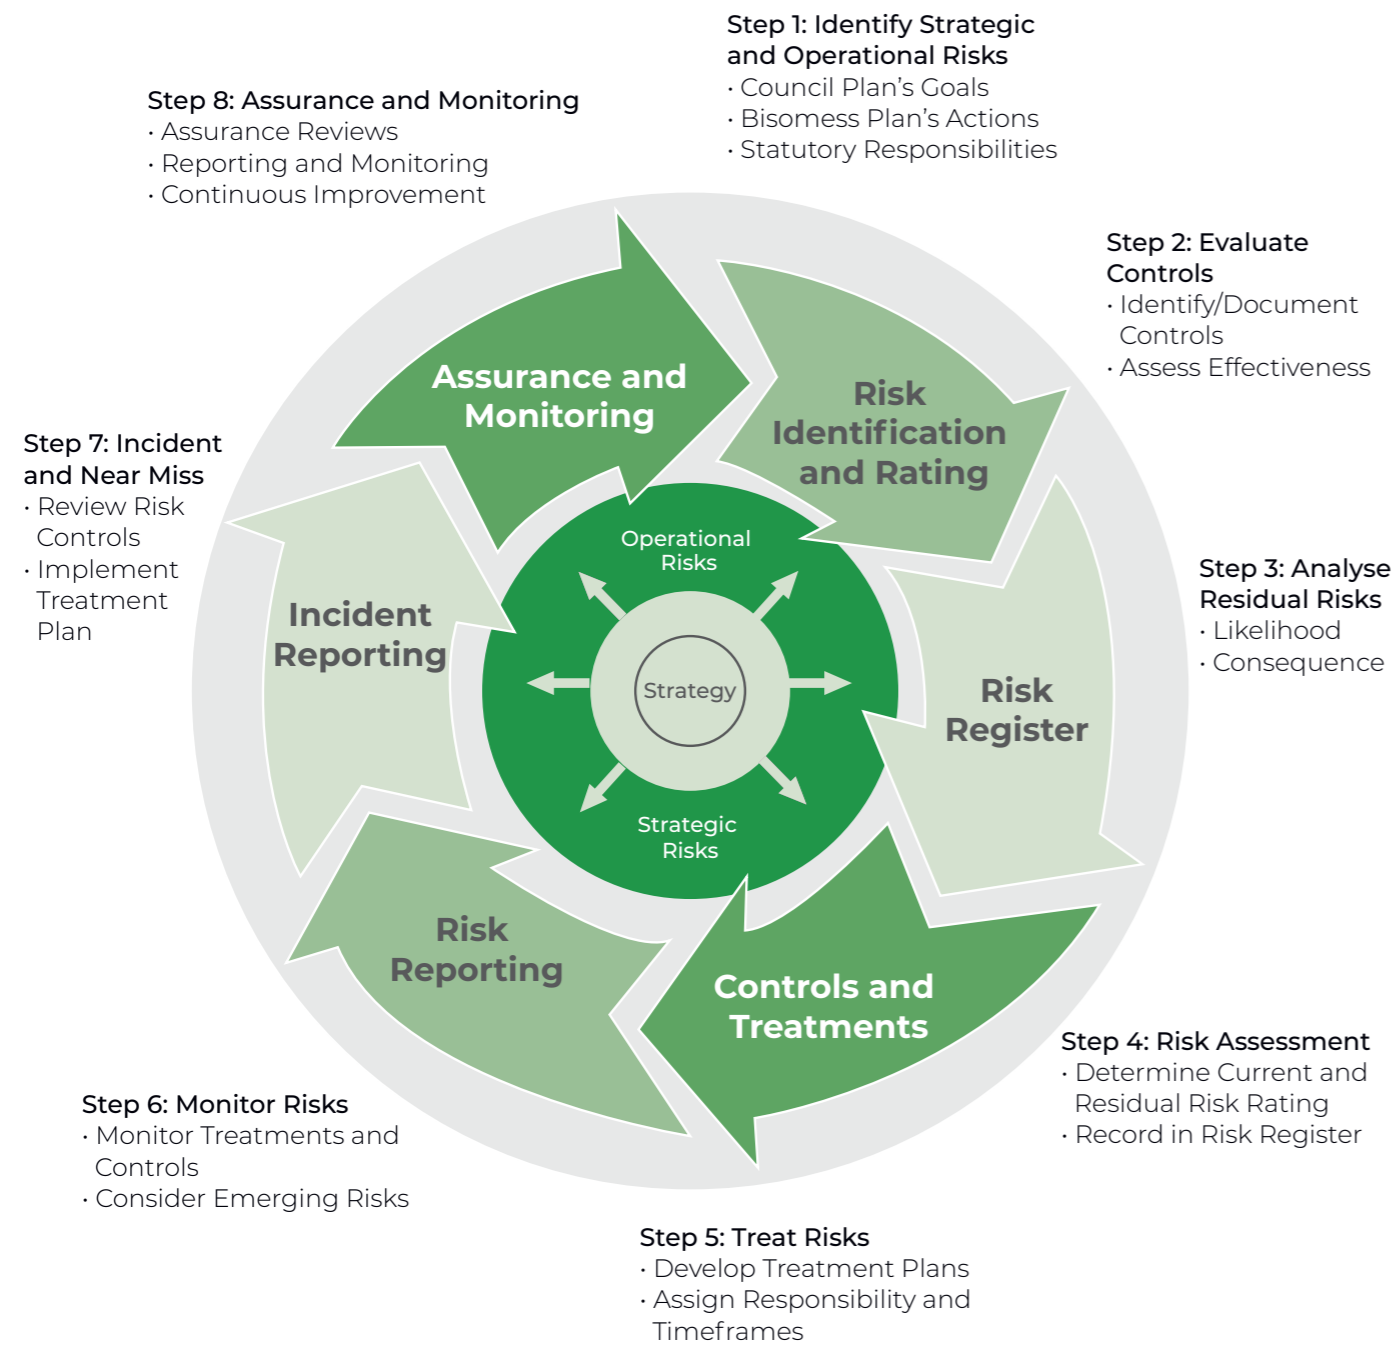 Step 1: Identify Strategic
and Operational Risks
· Council Plan's Goals
· Bisomess Plan's Actions
· Statutory Responsibilities
Step 2: Evaluate
Controls
· Identify/Document
Controls
· Assess Effectiveness
Step 3: Analyse
Residual Risks
· Likelihood
· Consequence
Step 4: Risk Assessment
· Determine Current and
Residual Risk Rating
· Record in Risk Register
Step 5: Treat Risks
· Develop Treatment Plans
· Assign Responsibility and
Timeframes
Step 6: Monitor Risks
· Monitor Treatments and
Controls
· Consider Emerging Risks
Step 7: Incident
and Near Miss
· Review Risk
Controls
· Implement
Treatment
Plan
Step 8: Assurance and Monitoring
· Assurance Reviews
· Reporting and Monitoring
· Continuous Improvement
Assurance and
Monitoring
Risk
Identification
and Rating
Risk
Register
Controls and
Treatments
Risk
Reporting
Incident
Reporting
Operational
Risks
Strategy
Strategic
Risks